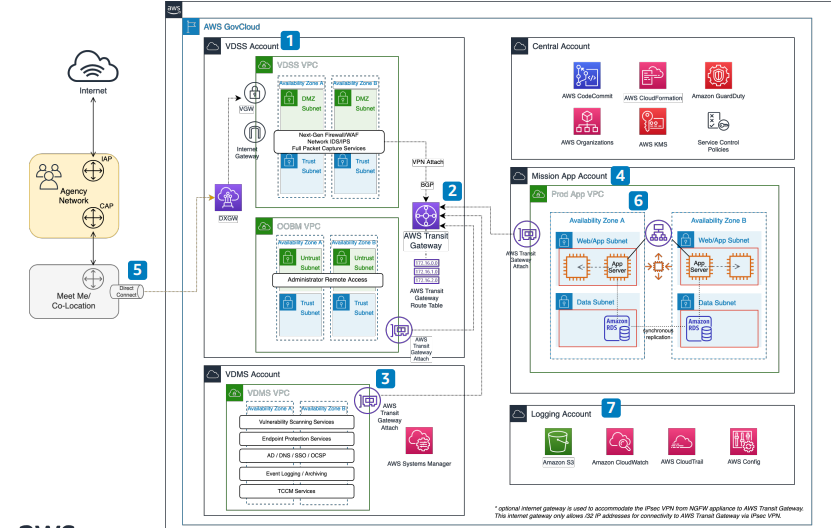 aws
AWS GovCloud
VDSS Account
1
VDSS VPC
Availability Zone A
Availability Zone B
DMZ
Subnet
DMZ
Subnet
VGW
Internet
Gateway
Next-Gen Firewall/WAF
Network IDS/IPS
Full Packet Capture Services
Trust
Subnet
Trust
Subnet
VPN Attach
BGP
2
AWS Transit
Gateway
172.16.0.0
172.16.1.0
172.16.2.0
AWS Transit
Gateway
Route Table
DXGW
OOBM VPC
Availability Zone A
Availability Zone B
Untrust
Subnet
Untrust
Subnet
Administrator Remote Access
Trust
Subnet
Trust
Subnet
AWS
Transit
Gateway
Attach
Internet
IAP
Agency
Network
CAP
5
Direct
Connect
Meet Me/
Co-Location
VDMS Account
3
VDMS VPC
Availability Zone A
Availability Zone B
AWS
Transit
Gateway
Attach
Vulnerability Scanning Services
Endpoint Protection Services
AD / DNS / SSO / OCSP
Event Logging / Archiving
TCCM Services
AWS Systems Manager
Central Account
AWS CodeCommit
AWS CloudFormation
Amazon GuardDuty
AWS Organizations
AWS KMS
Service Control
Policies
Mission App Account
4
Prod App VPC
6
Availability Zone A
Availability Zone B
Web/App Subnet
Web/App Subnet
App
Server
App
Server
AWS Transit
Gateway
Attach
Data Subnet
Data Subnet
Amazon
RDS
synchronous
replication
Amazon
RDS
Logging Account
7
Amazon S3
Amazon CloudWatch
AWS CloudTrail
AWS Config
* optional internet gateway is used to accommodate the IPsec VPN from NGFW appliance to AWS Transit Gateway.
This internet gateway only allows /32 IP addresses for connectivity to AWS Transit Gateway via IPsec VPN.
aws